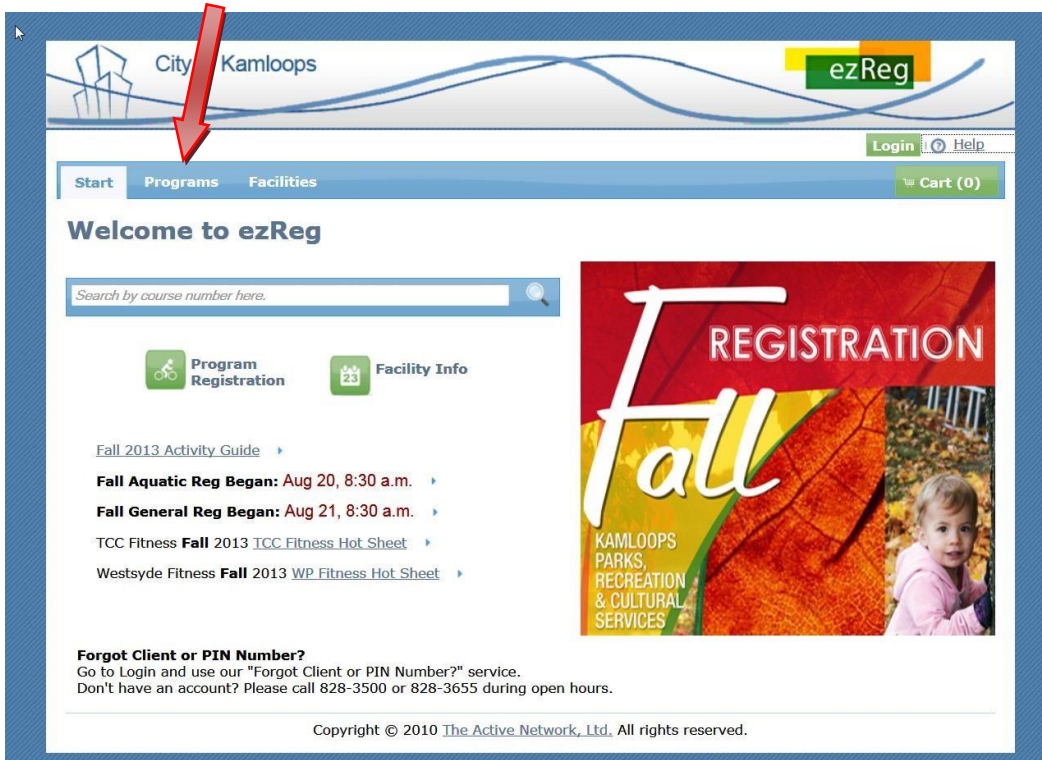 City Kamloops
ezReg
Login Help
Start Programs Facilities Cart (0)
Welcome to ezReg
Search by course number here.
Program
Registration
23
Facility Info
Fall 2013 Activity Guide
Fall Aquatic Reg Began: Aug 20, 8:30 a.m.
Fall General Reg Began: Aug 21, 8:30 a.m.
TCC Fitness Fall 2013 TCC Fitness Hot Sheet
Westsyde Fitness Fall 2013 WP Fitness Hot Sheet
REGISTRATION
Fall
KAMLOOPS
PARKS,
RECREATION
& CULTURAL
SERVICES
Forgot Client or PIN Number?
Go to Login and use our "Forgot Client or PIN Number?" service.
Don't have an account? Please call 828-3500 or 828-3655 during open hours.
Copyright © 2010 The Active Network, Ltd. All rights reserved.